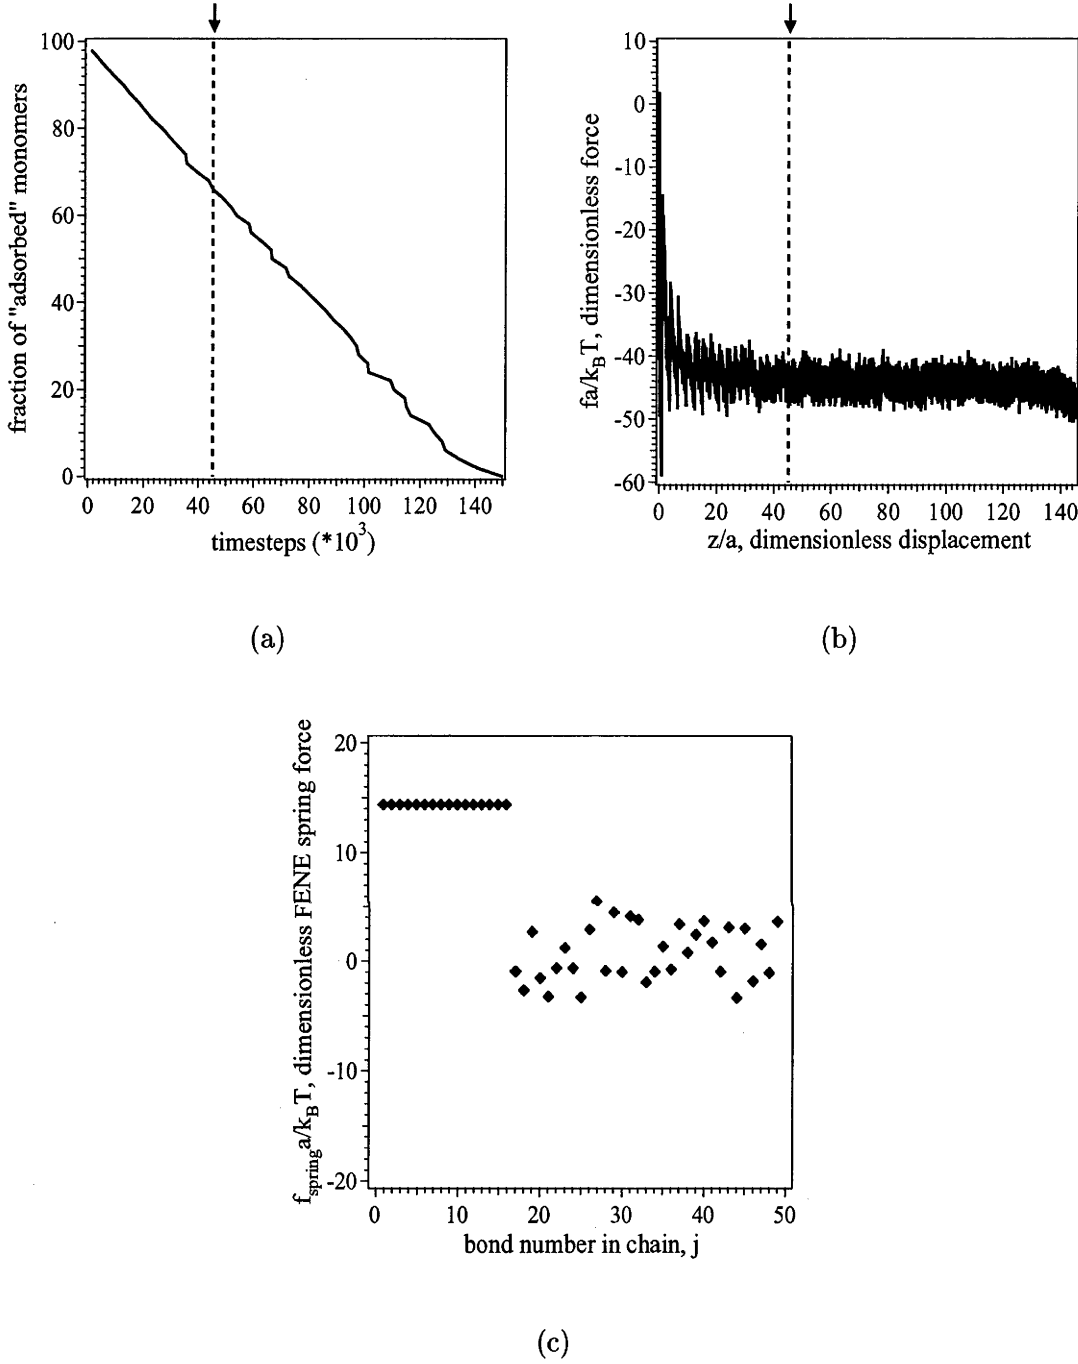 100
80
60
40
20
0
fraction of "adsorbed" monomers
0 20 40 60 80 100 120 140
timesteps (*10³)
(a)
10
0
-10
-20
-30
-40
-50
-60
fa/k_BT, dimensionless force
0 20 40 60 80 100 120 140
z/a, dimensionless displacement
(b)
20
10
0
-10
-20
f_springa/k_BT, dimensionless FENE spring force
0 10 20 30 40 50
bond number in chain, j
(c)